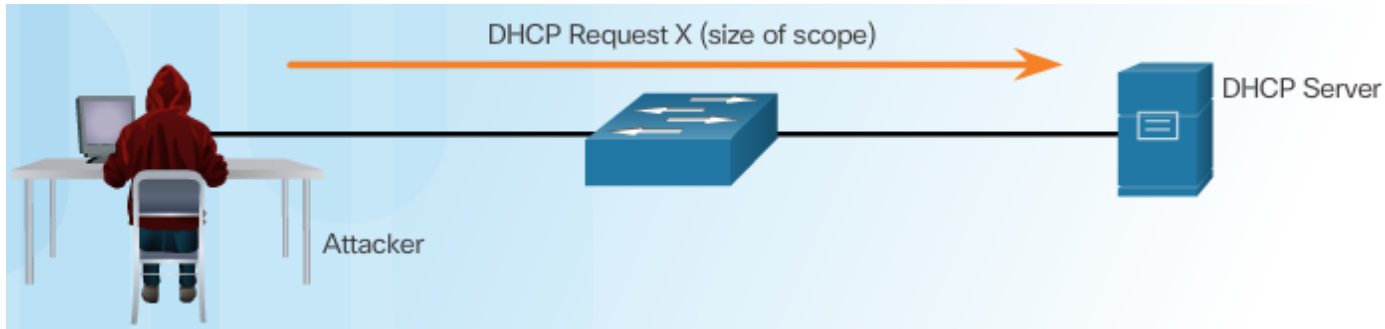 DHCP Request X (size of scope)
DHCP Server
Attacker